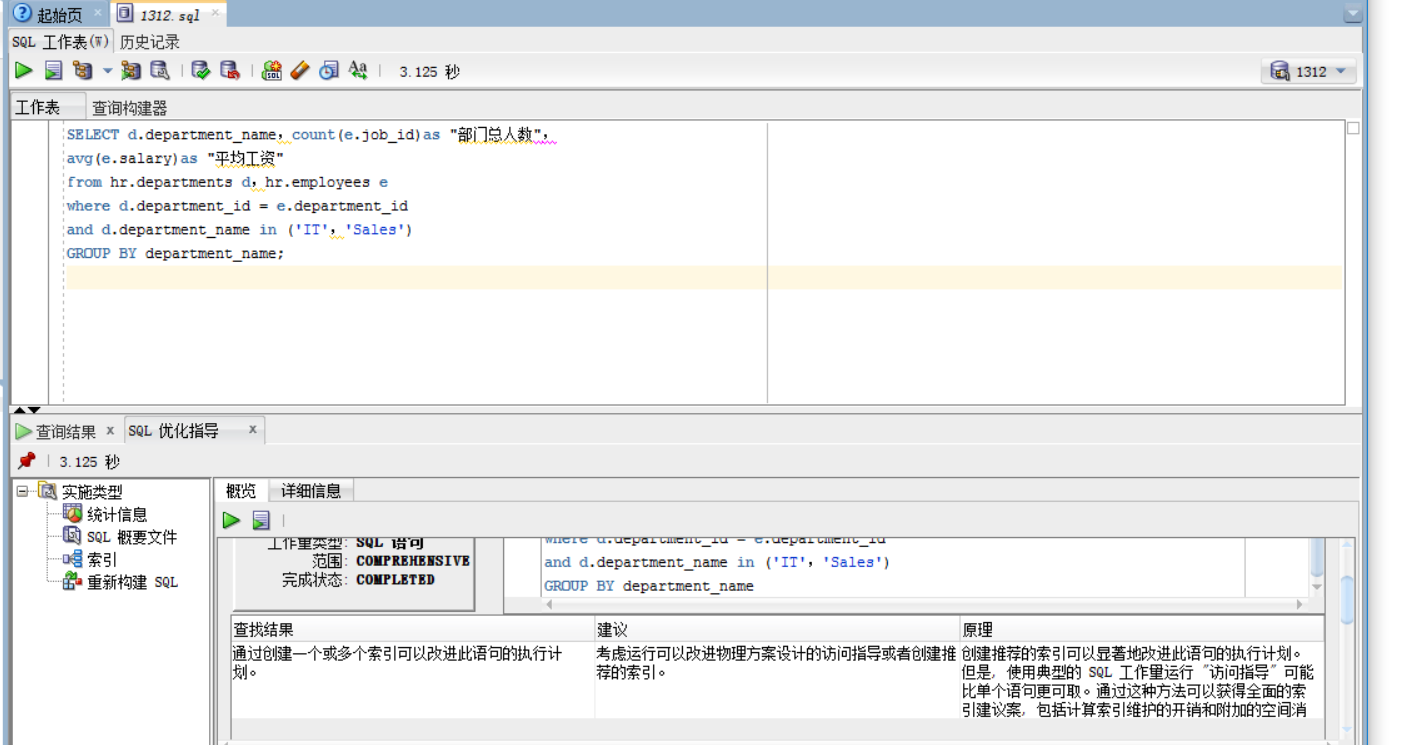 起始页 × 1312.sql ×
SQL 工作表(W) 历史记录
3.125 秒
1312
工作表 查询构建器
SELECT d.department_name，count(e.job_id)as "部门总人数"，
avg(e.salary)as "平均工资"
from hr.departments d，hr.employees e
where d.department_id = e.department_id
and d.department_name in ('IT'，'Sales')
GROUP BY department_name;
查询结果 × SQL 优化指导 ×
3.125 秒
实施类型
统计信息
SQL 概要文件
索引
重新构建 SQL
概览 详细信息
工作量类型: SQL 语句
范围: COMPREHENSIVE
完成状态: COMPLETED
where d.department_id = e.department_id
and d.department_name in ('IT'，'Sales')
GROUP BY department_name
查找结果 建议 原理
通过创建一个或多个索引可以改进此语句的执行计
划。
考虑运行可以改进物理方案设计的访问指导或者创建推
荐的索引。
创建推荐的索引可以显著地改进此语句的执行计划。
但是, 使用典型的 SQL 工作量运行 "访问指导" 可能
比单个语句更可取。通过这种方法可以获得全面的索
引建议案, 包括计算索引维护的开销和附加的空间消